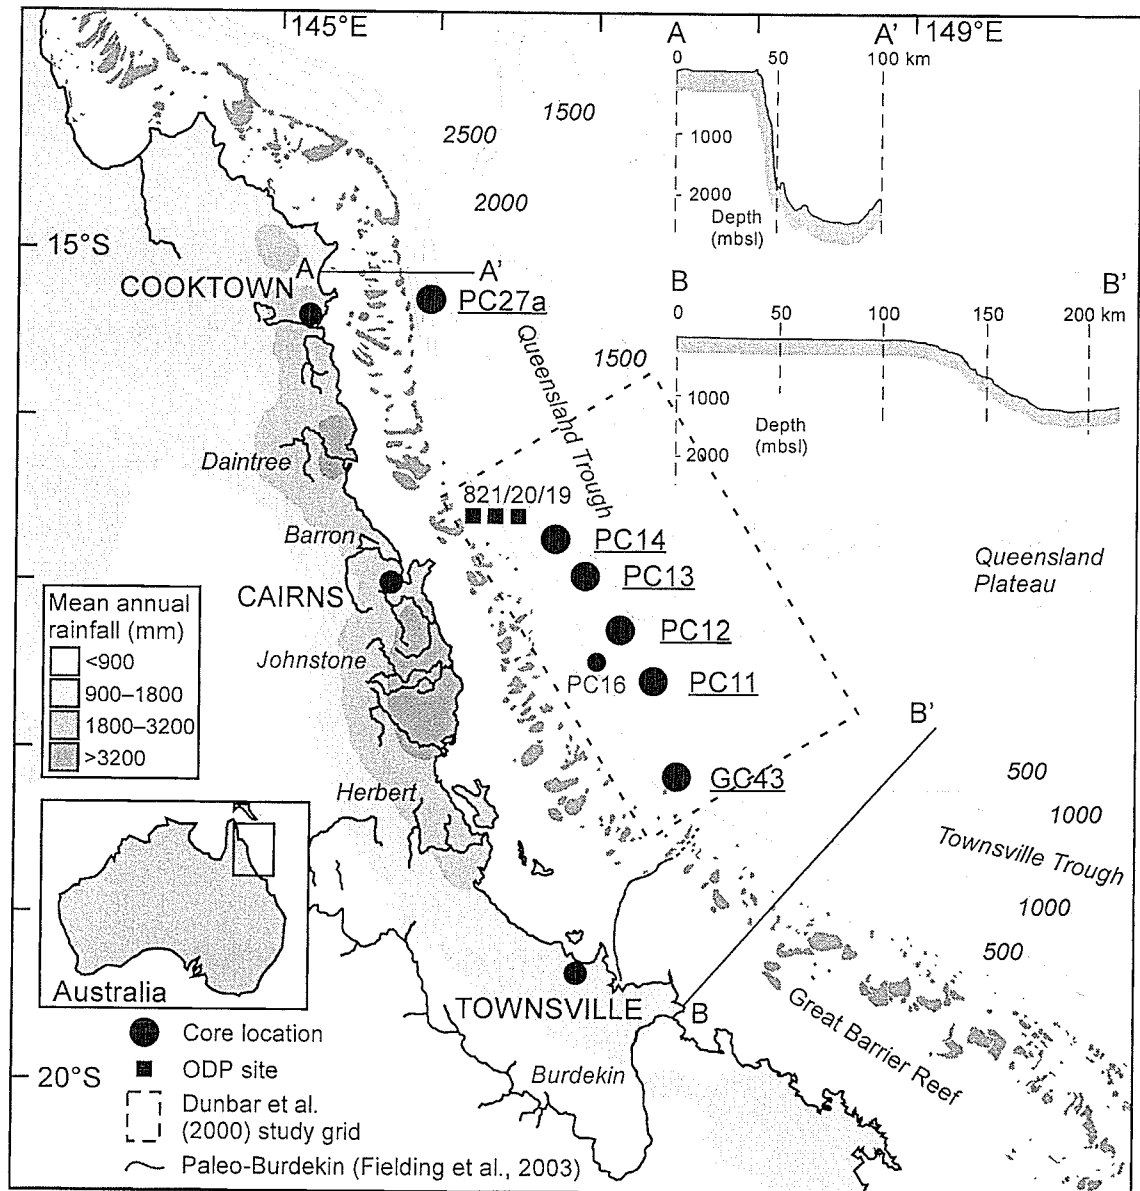 145°E
A
A'
149°E
0
50
100 km
1000
2000
Depth
(mbsl)
1500
2500
2000
15°S
A
A'
COOKTOWN
PC27a
Queensland Trough
1500
B
B'
0
50
100
150
200 km
1000
Depth
(mbsl)
2000
Daintree
821/20/19
Barron
PC14
Queensland
Plateau
PC13
CAIRNS
Mean annual
rainfall (mm)
<900
900–1800
1800–3200
>3200
PC12
Johnstone
PC16
PC11
B'
Herbert
GC43
500
1000
Townsville Trough
1000
500
Australia
TOWNSVILLE
B
Great Barrier Reef
Core location
ODP site
20°S
Burdekin
Dunbar et al.
(2000) study grid
Paleo-Burdekin (Fielding et al., 2003)